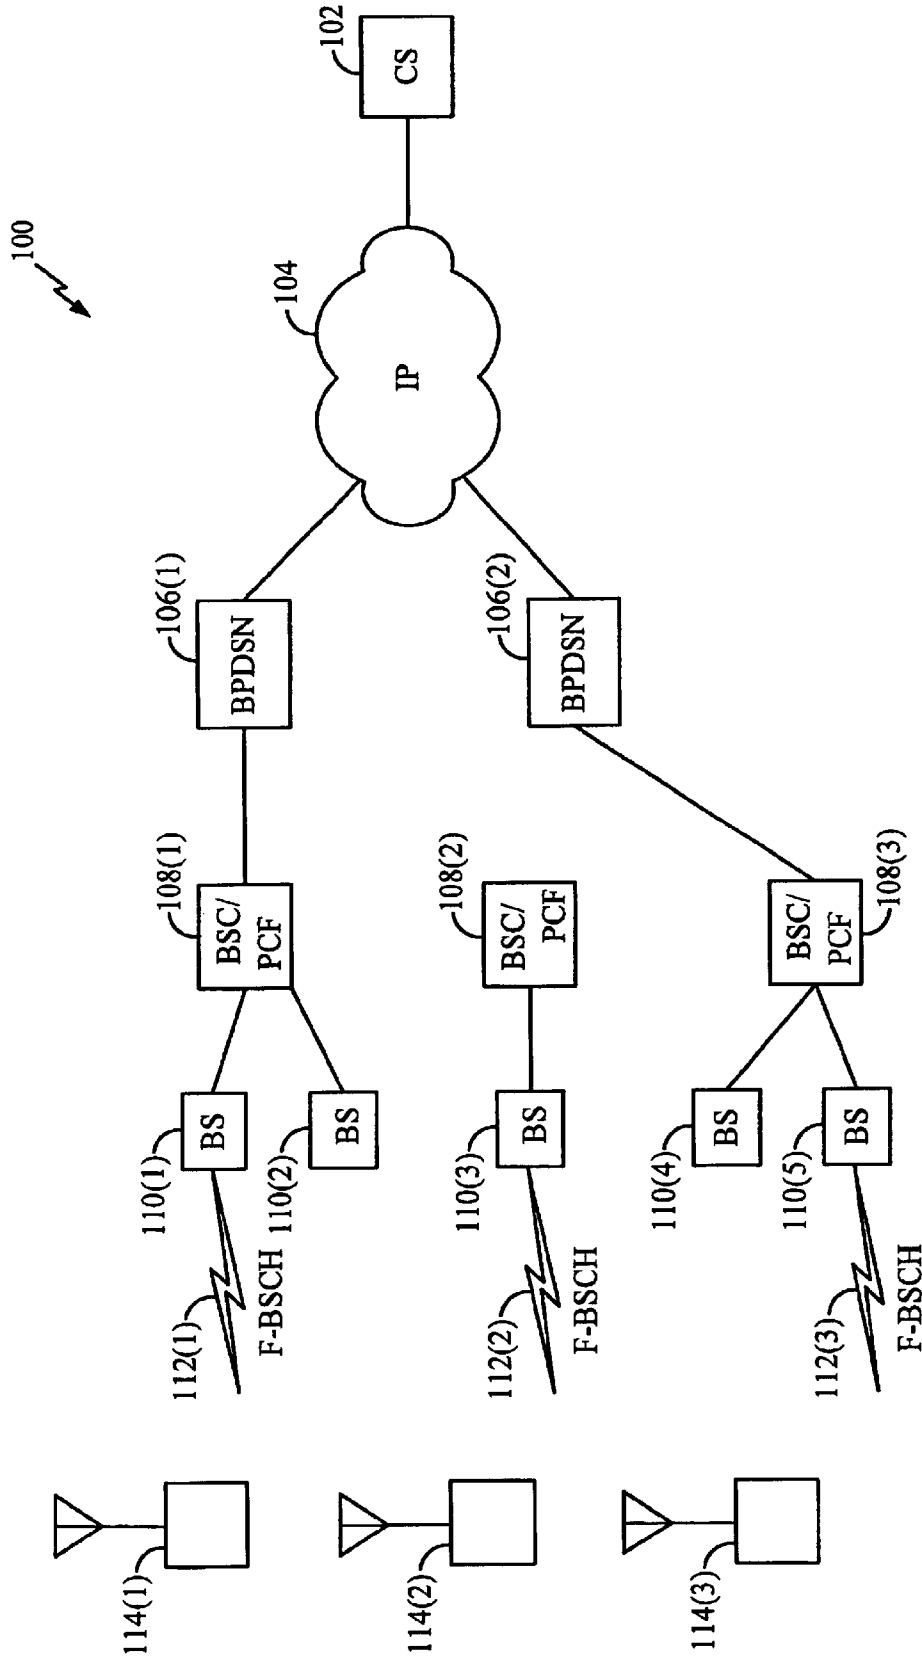 100
CS
102
104
IP
106(1)
BPDSN
106(2)
BPDSN
108(1)
BSC/
PCF
108(2)
BSC/
PCF
BSC/
PCF
108(3)
110(1)
BS
110(2)
BS
110(3)
BS
110(4)
BS
110(5)
BS
112(1)
F-BSCH
112(2)
F-BSCH
112(3)
F-BSCH
114(1)
114(2)
114(3)